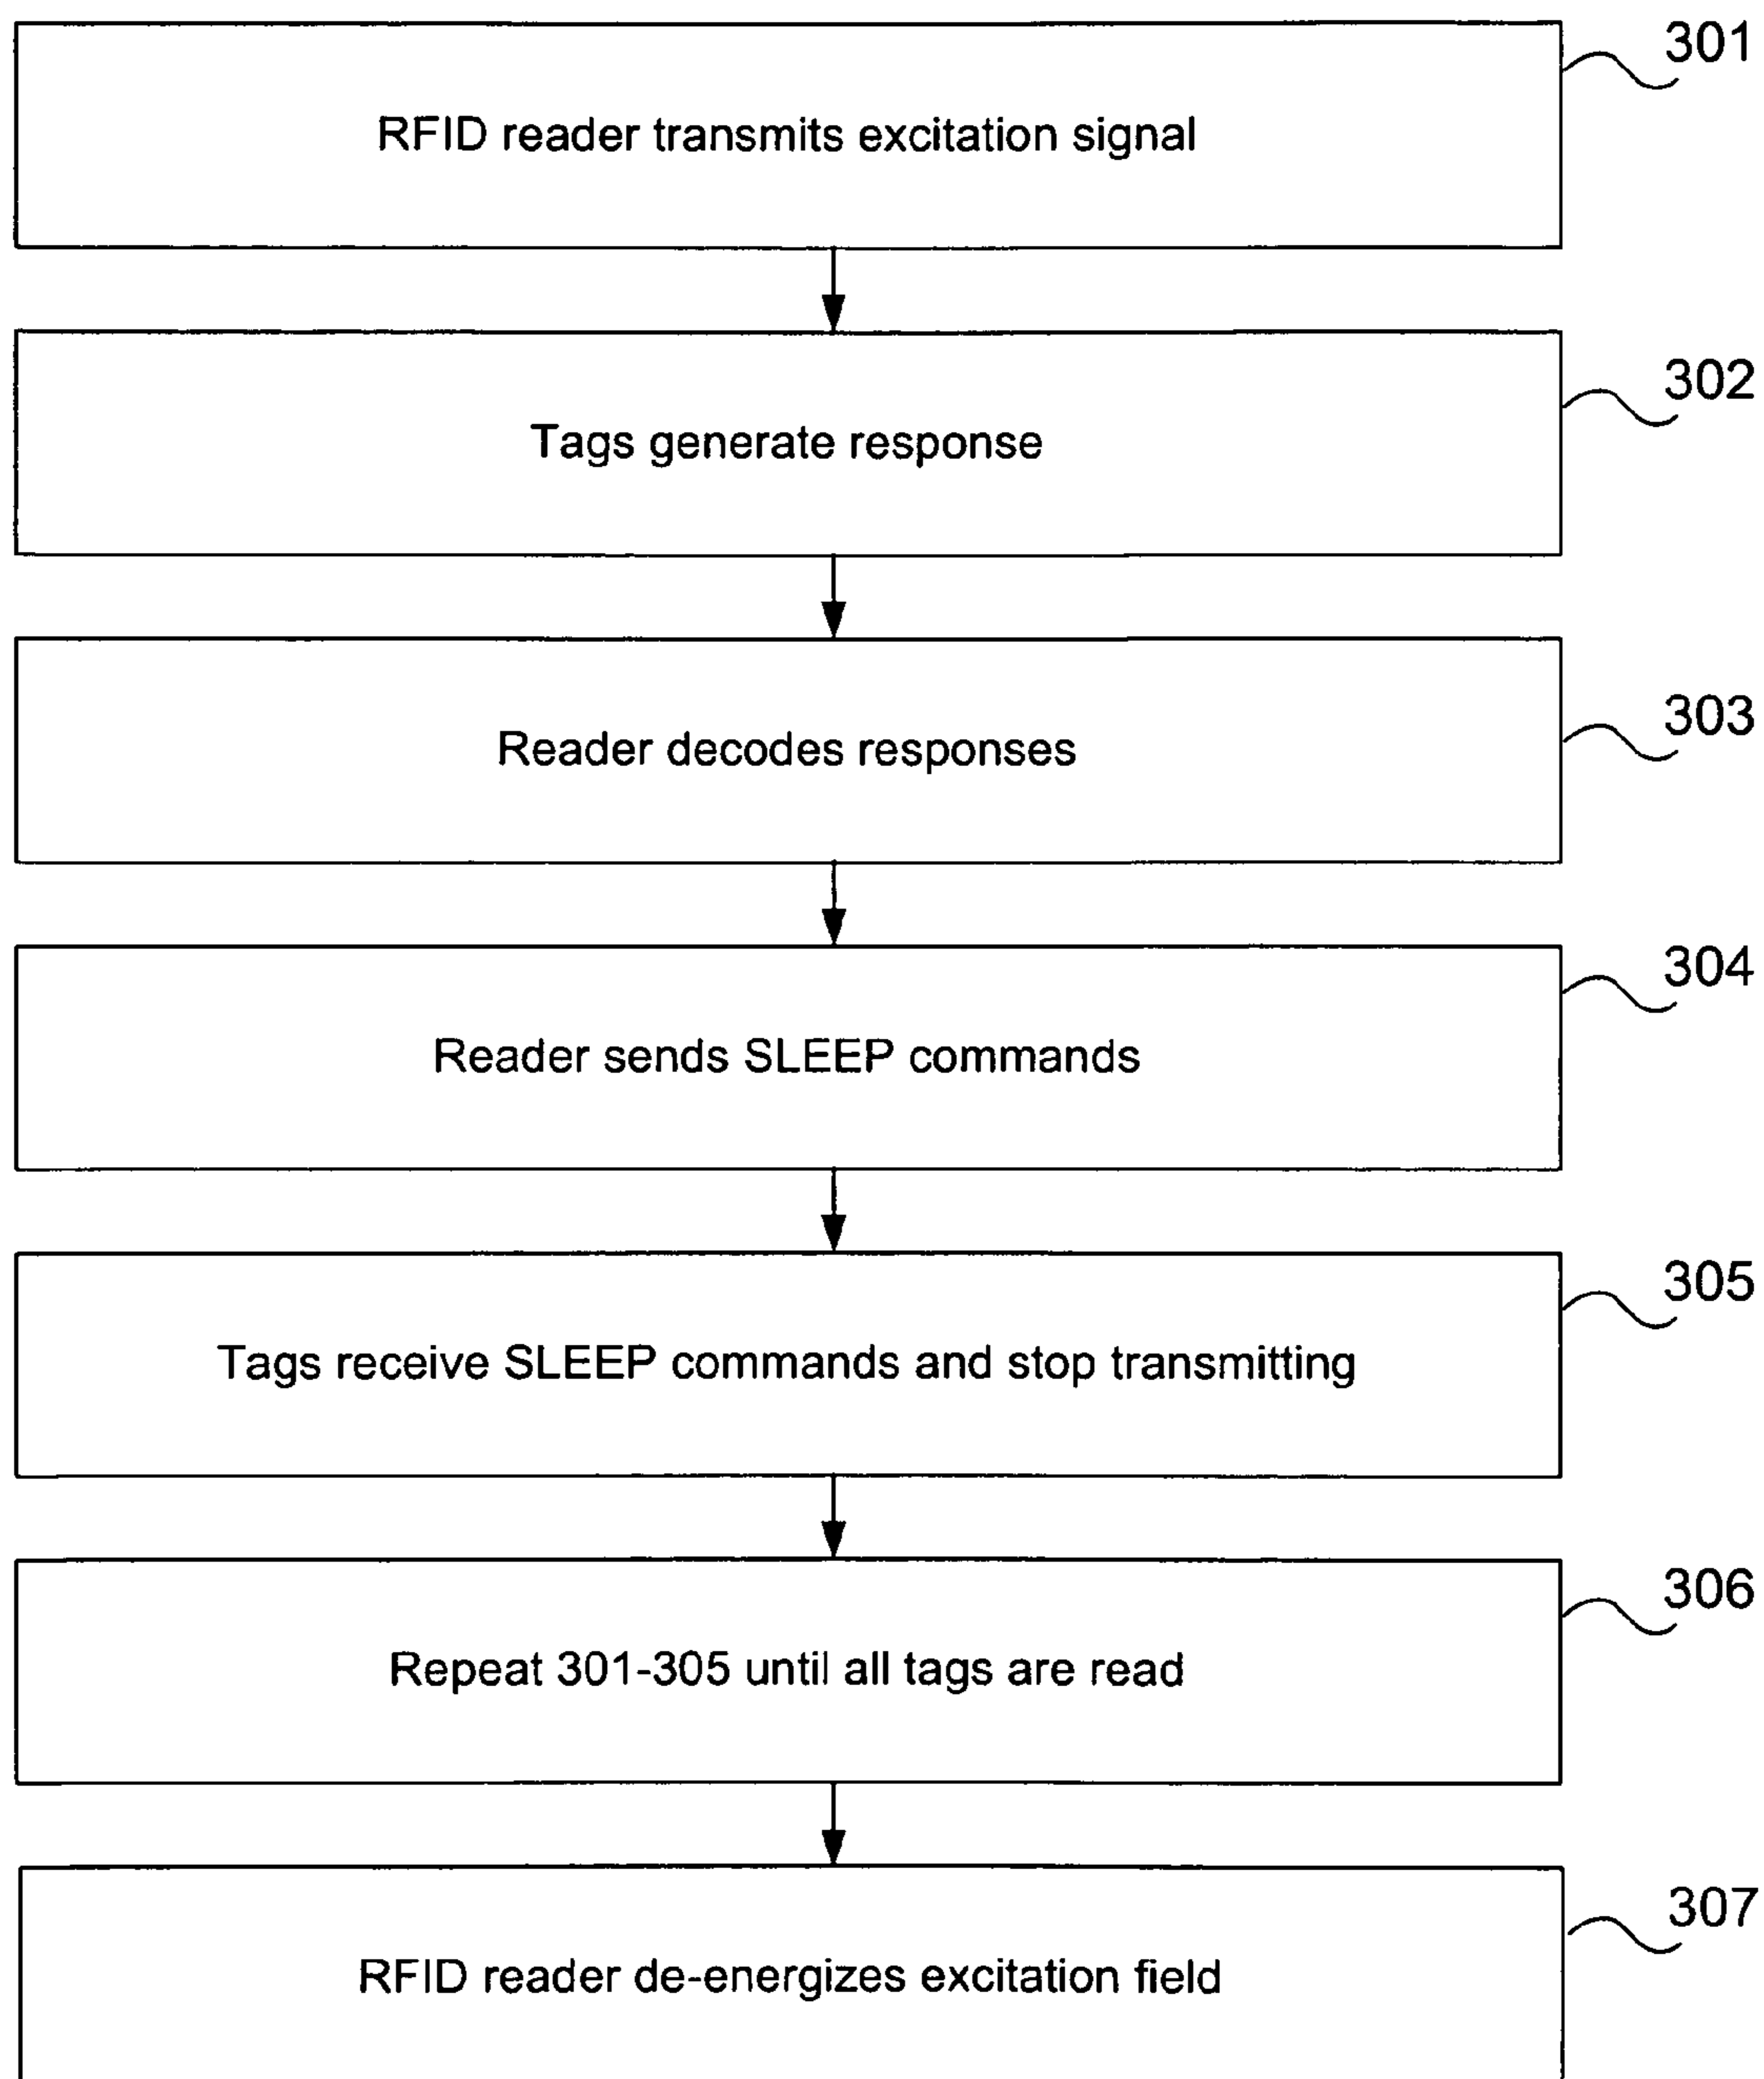 RFID reader transmits excitation signal
301
Tags generate response
302
Reader decodes responses
303
Reader sends SLEEP commands
304
Tags receive SLEEP commands and stop transmitting
305
Repeat 301-305 until all tags are read
306
RFID reader de-energizes excitation field
307